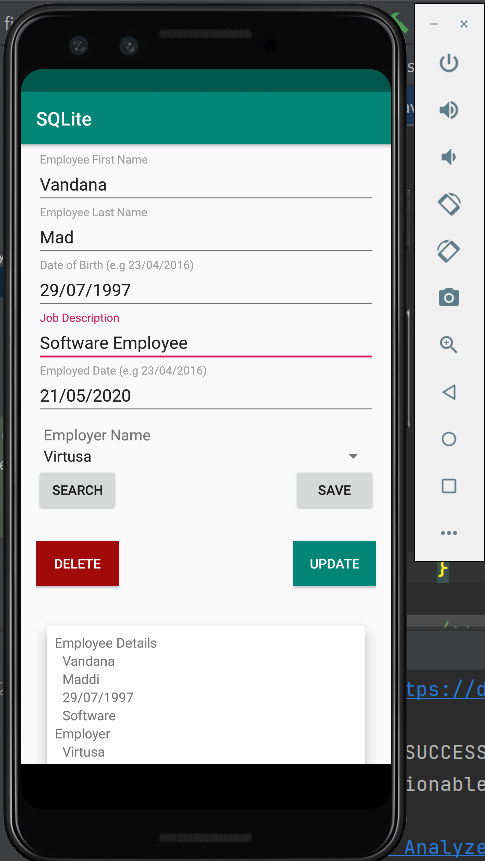 SQLite
Employee First Name
Vandana
Employee Last Name
Mad
Date of Birth (e.g 23/04/2016)
29/07/1997
Job Description
Software Employee
Employed Date (e.g 23/04/2016)
21/05/2020
Employer Name
Virtusa
SEARCH
SAVE
DELETE
UPDATE
Employee Details
Vandana
Maddi
29/07/1997
Software
Employer
Virtusa
}
tps://d
SUCCESS
ionable
Analyze